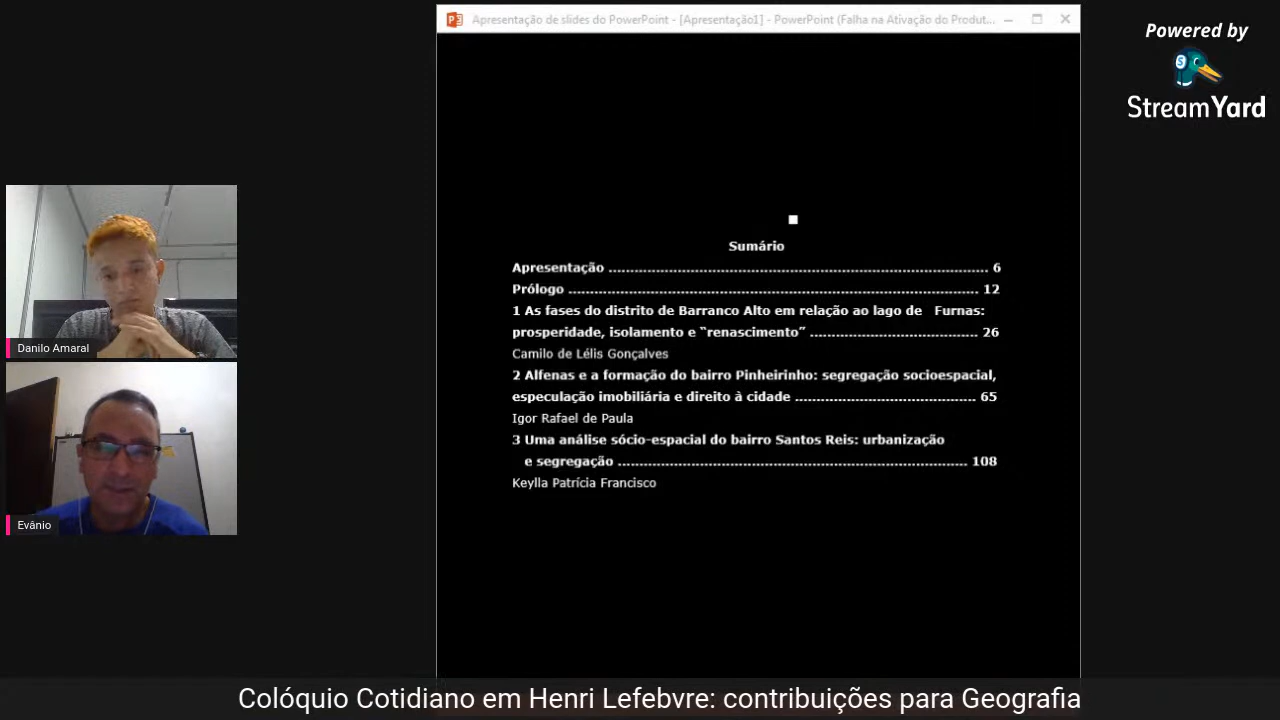 Apresentação de slides do PowerPoint - [Apresentação1] - PowerPoint (Falha na Ativação do Produt...
Powered by
StreamYard
Sumário
Apresentação ........................................................................................ 6
Prólogo ............................................................................................... 12
1 As fases do distrito de Barranco Alto em relação ao lago de Furnas:
prosperidade, isolamento e “renascimento” ...................................... 26
Camilo de Lélis Gonçalves
2 Alfenas e a formação do bairro Pinheirinho: segregação socioespacial,
especulação imobiliária e direito à cidade ......................................... 65
Igor Rafael de Paula
3 Uma análise sócio-espacial do bairro Santos Reis: urbanização
e segregação ................................................................................ 108
Keylla Patrícia Francisco
Danilo Amaral
Evânio
Colóquio Cotidiano em Henri Lefebvre: contribuições para Geografia